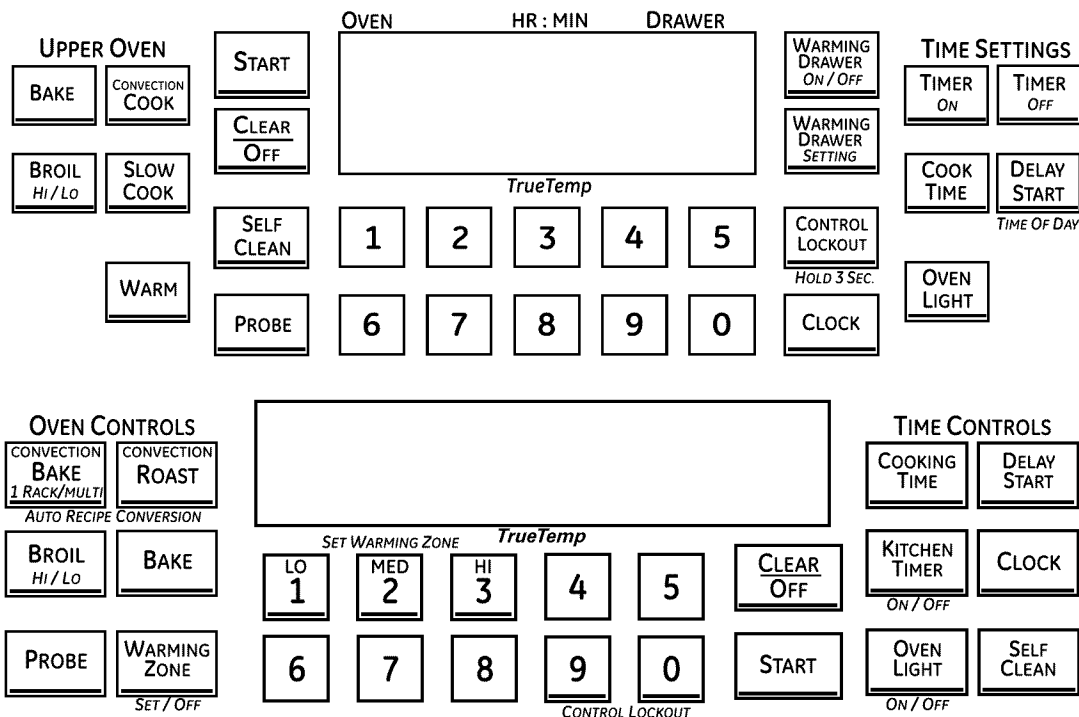 OVEN HR : MIN DRAWER
UPPER OVEN
BAKE
CONVECTION
COOK
BROIL
HI / LO
SLOW
COOK
WARM
START
CLEAR
OFF
SELF
CLEAN
PROBE
TrueTemp
1 2 3 4 5
6 7 8 9 0
WARMING
DRAWER
ON / OFF
WARMING
DRAWER
SETTING
CONTROL
LOCKOUT
HOLD 3 SEC.
CLOCK
TIME SETTINGS
TIMER
ON
TIMER
OFF
COOK
TIME
DELAY
START
TIME OF DAY
OVEN
LIGHT
OVEN CONTROLS
CONVECTION
BAKE
1 RACK/MULTI
CONVECTION
ROAST
AUTO RECIPE CONVERSION
BROIL
HI / LO
BAKE
PROBE
WARMING
ZONE
SET / OFF
SET WARMING ZONE
TrueTemp
LO
1
MED
2
HI
3
4
5
6 7 8 9 0
CONTROL LOCKOUT
CLEAR
OFF
START
TIME CONTROLS
COOKING
TIME
DELAY
START
KITCHEN
TIMER
ON / OFF
CLOCK
OVEN
LIGHT
ON / OFF
SELF
CLEAN